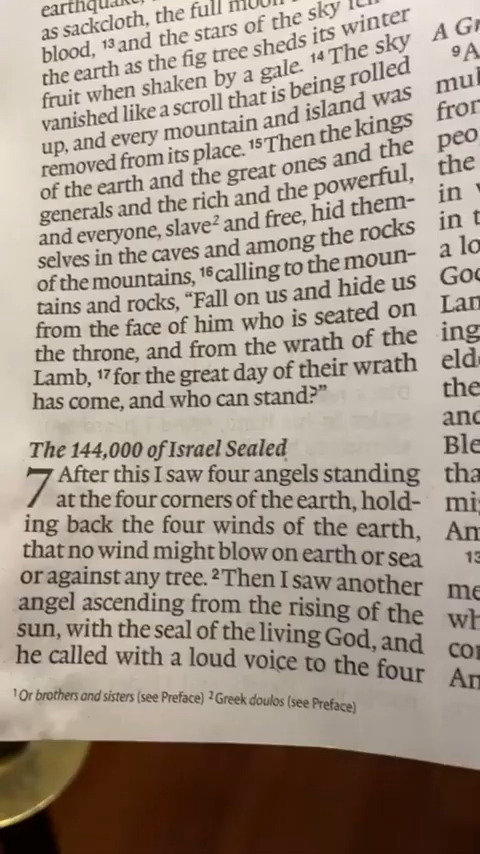 earthquake,
as sackcloth, the full moon
blood, 13 and the stars of the sky fell
the earth as the fig tree sheds its winter
fruit when shaken by a gale. 14 The sky
vanished like a scroll that is being rolled
up, and every mountain and island was
removed from its place. 15 Then the kings
of the earth and the great ones and the
generals and the rich and the powerful,
and everyone, slave2 and free, hid them-
selves in the caves and among the rocks
of the mountains, 16 calling to the moun-
tains and rocks, “Fall on us and hide us
from the face of him who is seated on
the throne, and from the wrath of the
Lamb, 17 for the great day of their wrath
has come, and who can stand?”
The 144,000 of Israel Sealed
7 After this I saw four angels standing
at the four corners of the earth, hold-
ing back the four winds of the earth,
that no wind might blow on earth or sea
or against any tree. 2 Then I saw another
angel ascending from the rising of the
sun, with the seal of the living God, and
he called with a loud voice to the four
1 Or brothers and sisters (see Preface) 2 Greek doulos (see Preface)
A
9 A
from
the
in
in t
a lo
God
Lam
ing
eld
the
and
Ble
tha
mi
Am
13
me
wh
An